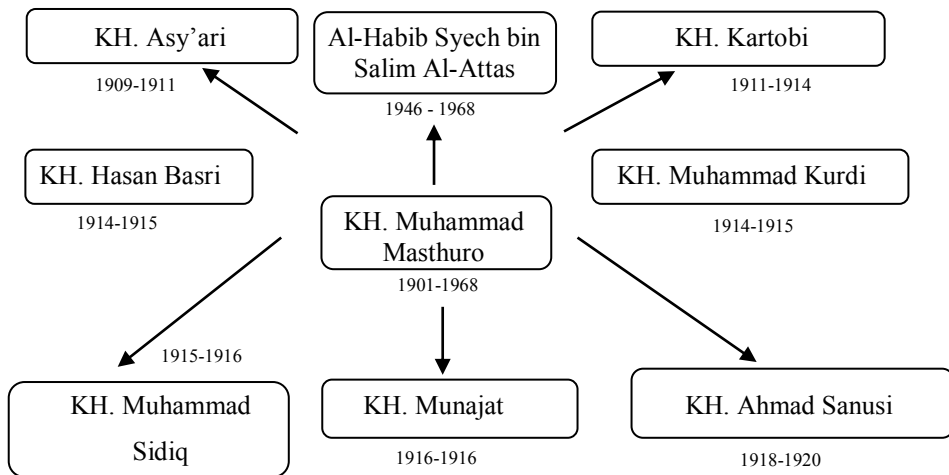 KH. Asy’ari
1909-1911
Al-Habib Syech bin
Salim Al-Attas
1946 - 1968
KH. Kartobi
1911-1914
KH. Hasan Basri
1914-1915
KH. Muhammad
Masthuro
1901-1968
KH. Muhammad Kurdi
1914-1915
1915-1916
KH. Muhammad
Sidiq
KH. Munajat
1916-1916
KH. Ahmad Sanusi
1918-1920